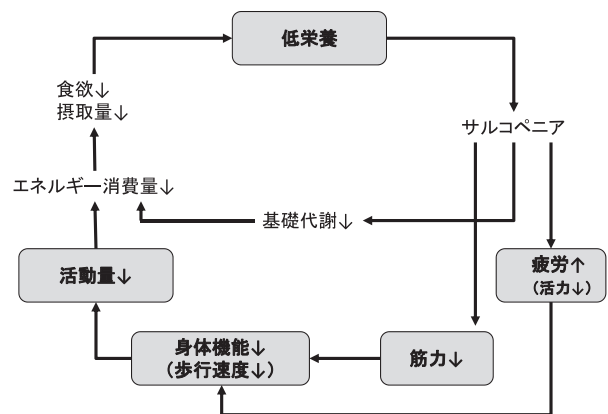 低栄養
食欲↓
摂取量↓
サルコペニア
エネルギー消費量↓
基礎代謝↓
活動量↓
疲労↑
(活力↓)
身体機能↓
(歩行速度↓)
筋力↓